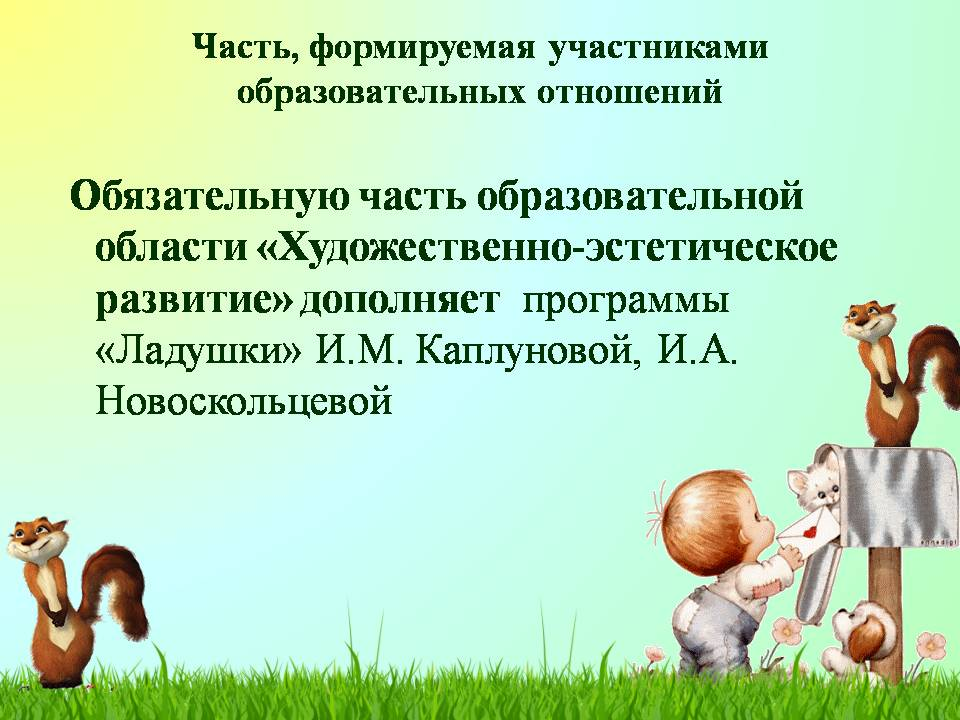 Часть, формируемая участниками
образовательных отношений
Обязательную часть образовательной
области «Художественно-эстетическое
развитие» дополняет программы
«Ладушки» И.М. Каплуновой, И.А.
Новоскольцевой